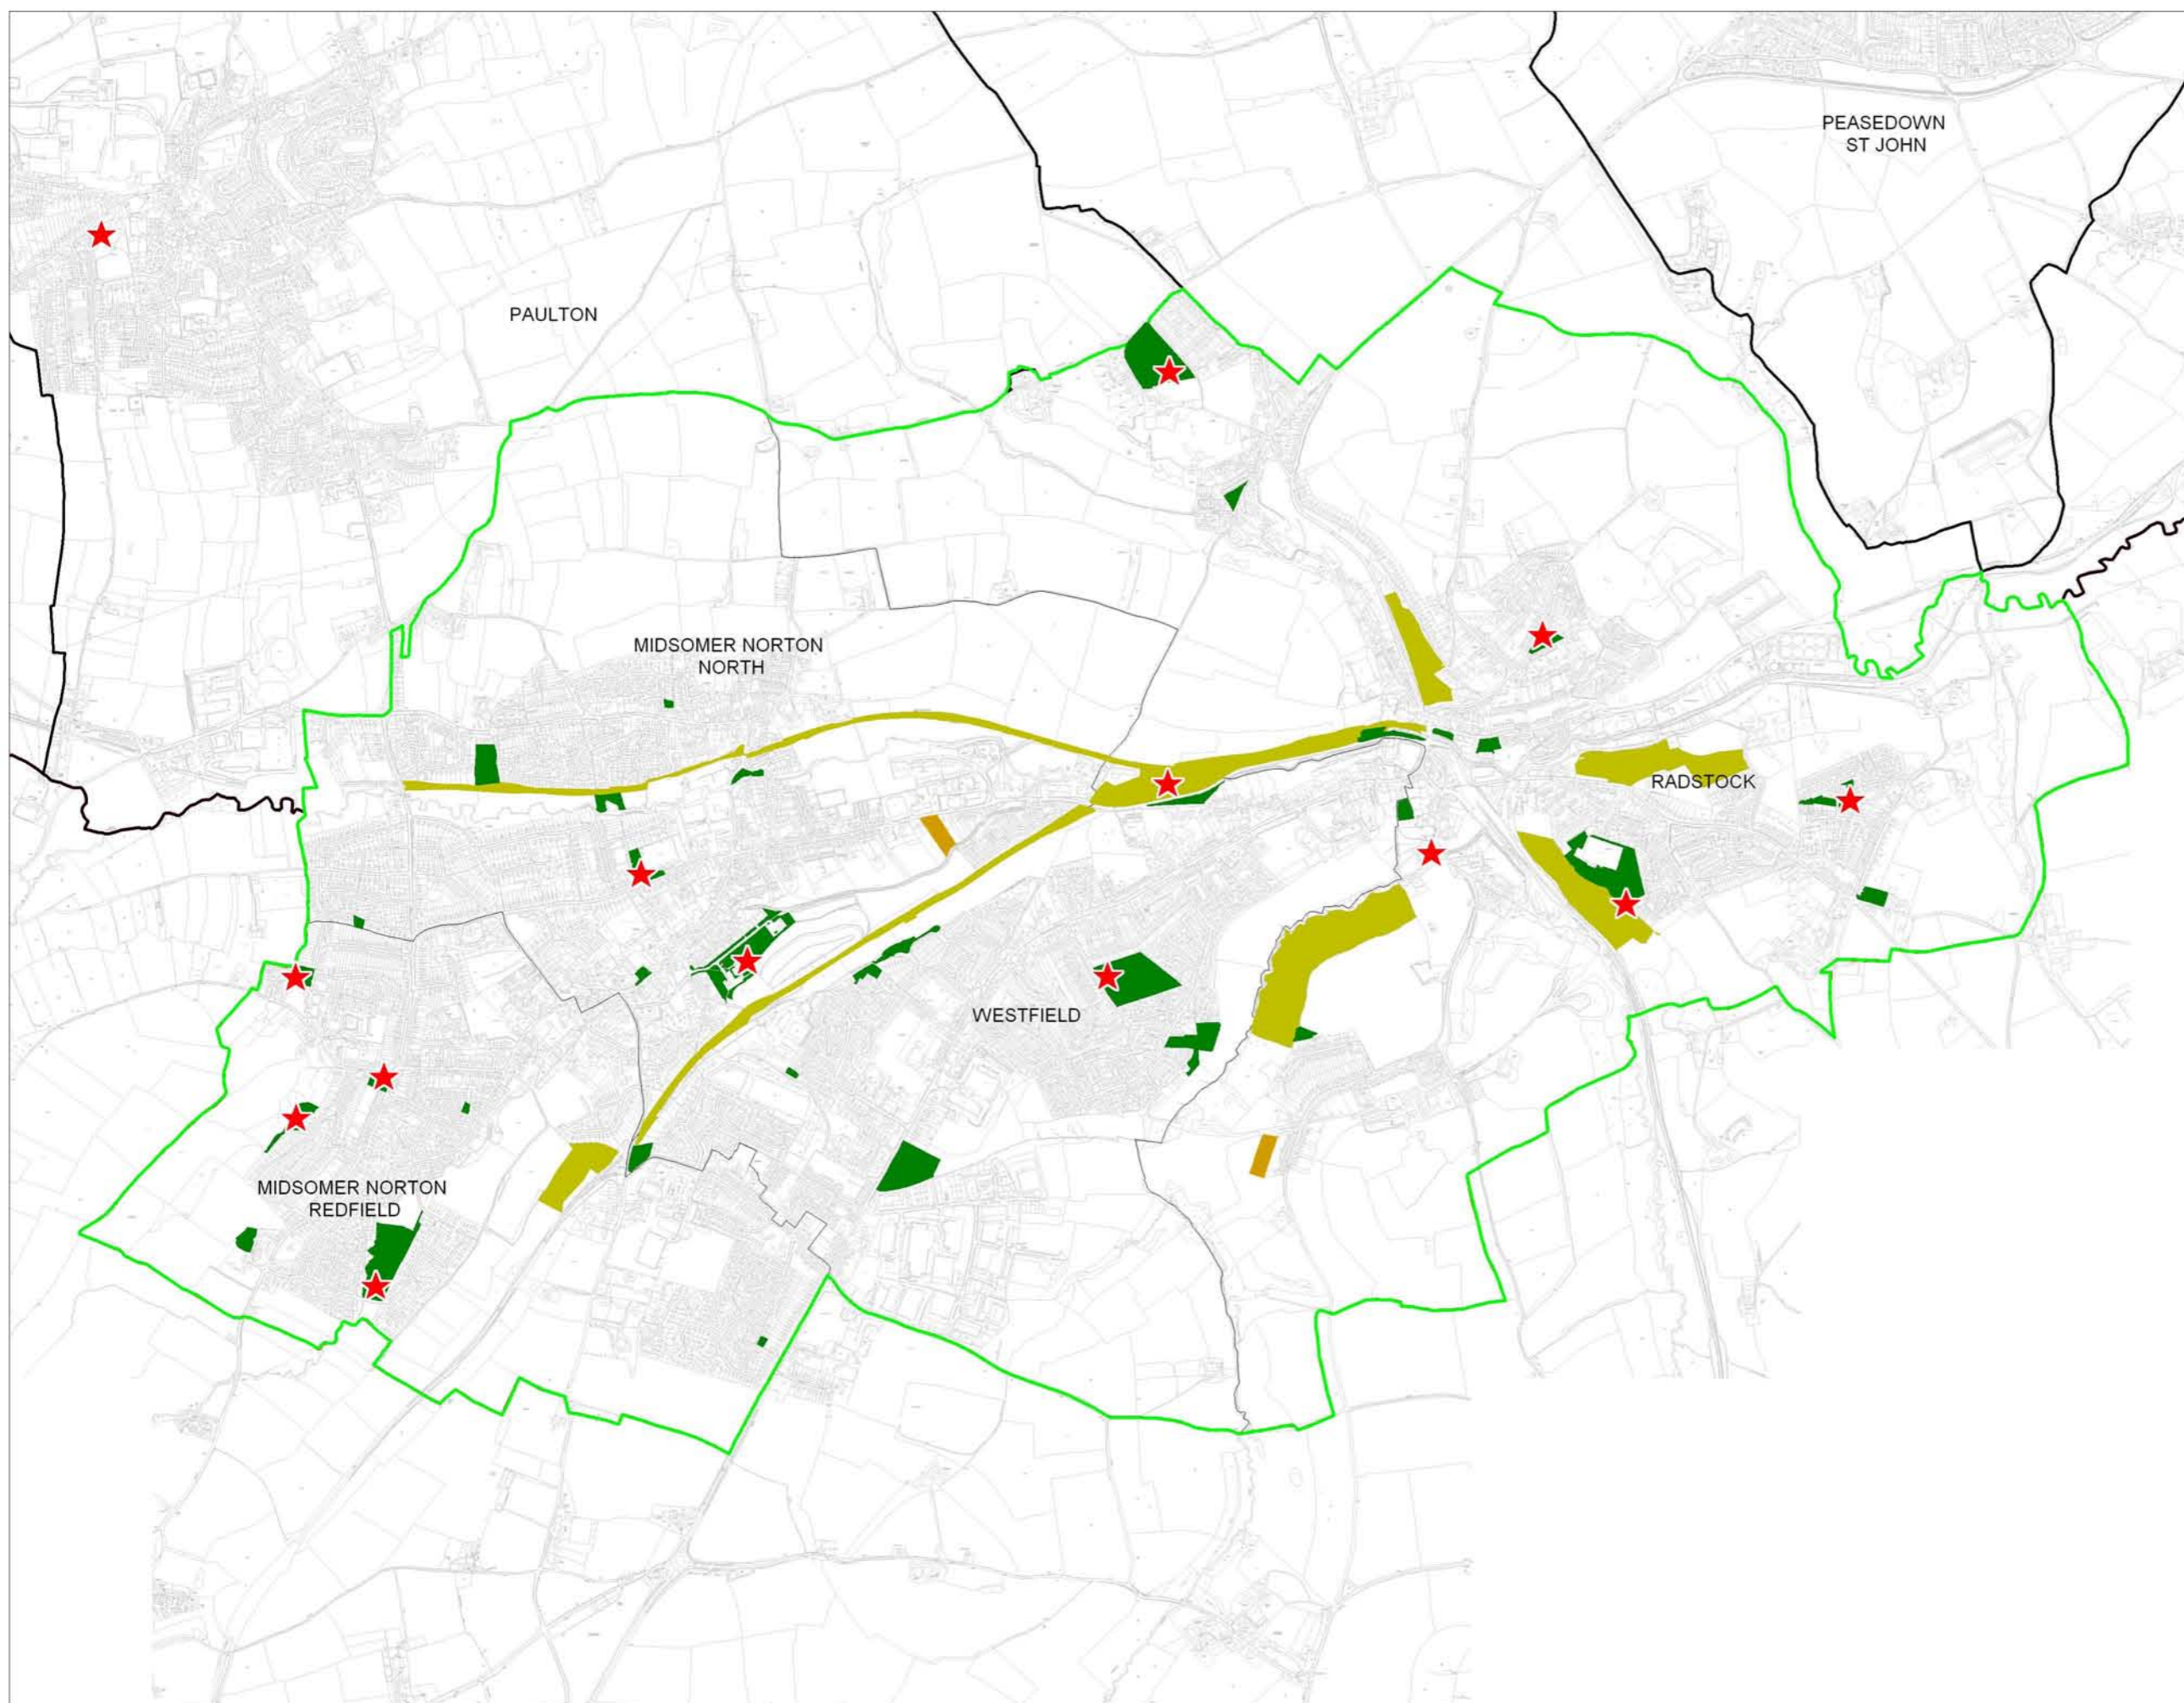 PEASEDOWN
ST JOHN
PAULTON
MIDSOMER NORTON
NORTH
RADSTOCK
WESTFIELD
MIDSOMER NORTON
REDFIELD